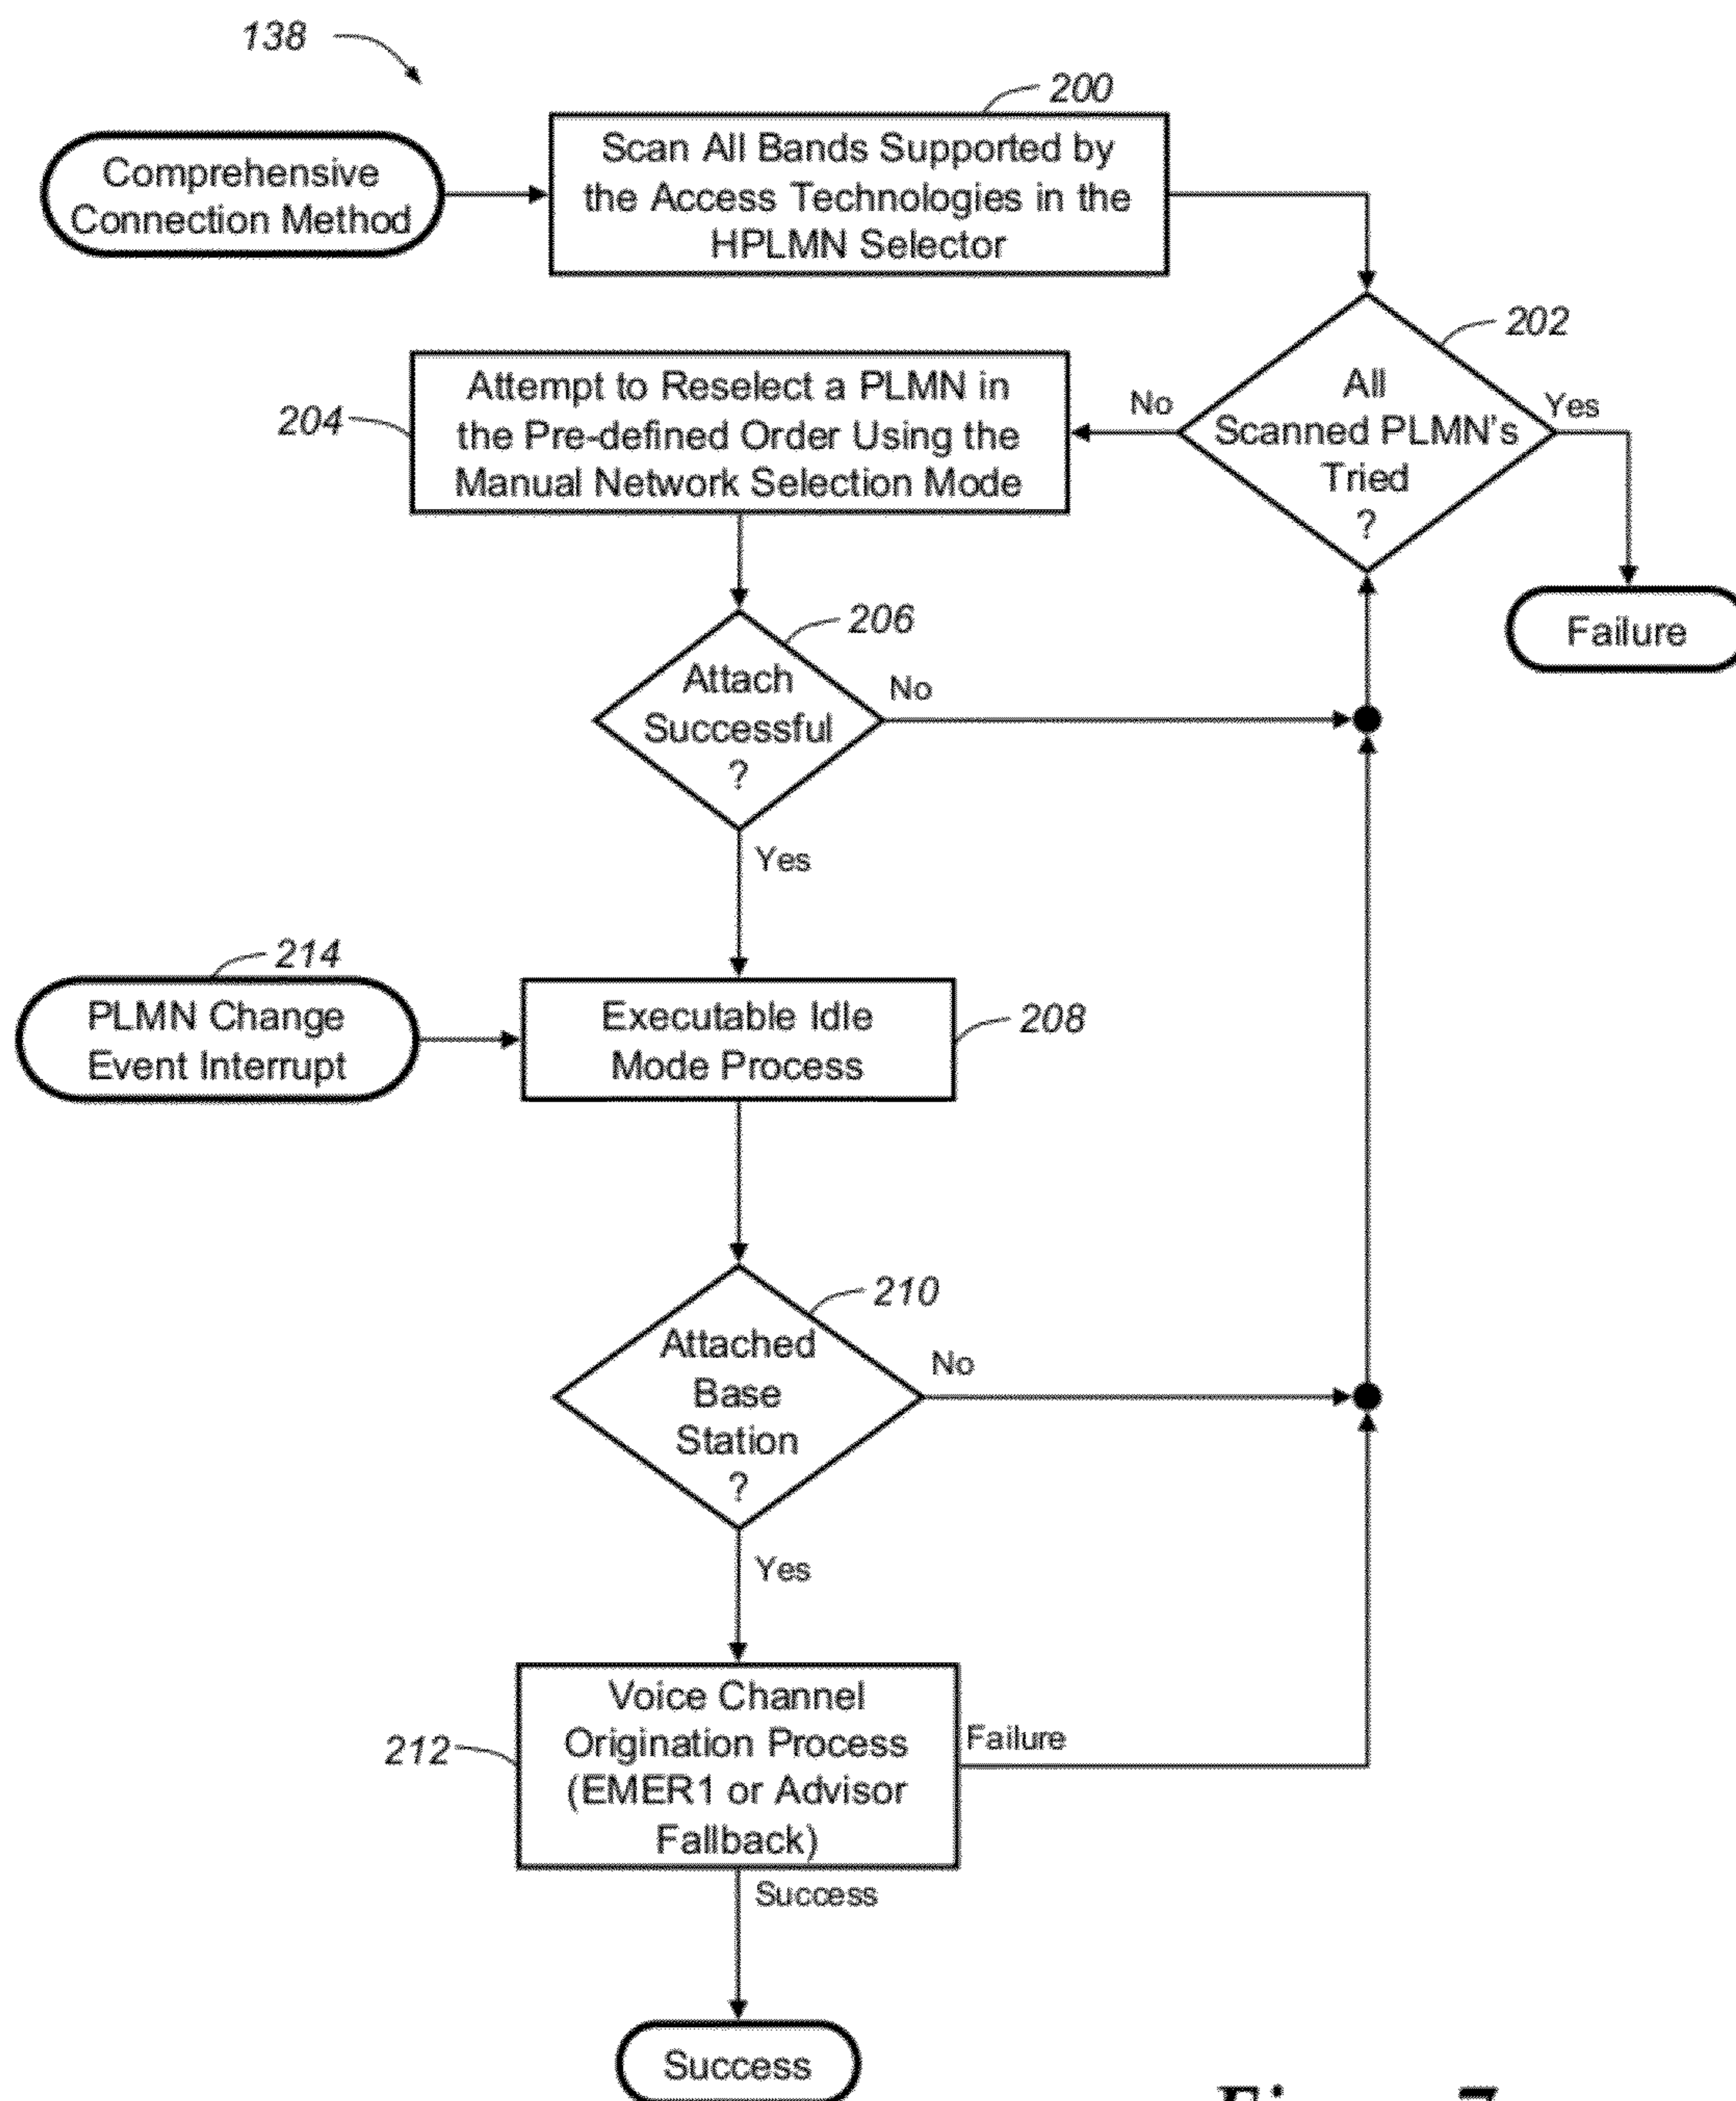 138
200
Comprehensive
Connection Method
Scan All Bands Supported by
the Access Technologies in the
HPLMN Selector
202
All
Scanned PLMN's
Tried
?
No
Yes
204
Attempt to Reselect a PLMN in
the Pre-defined Order Using the
Manual Network Selection Mode
Failure
206
Attach
Successful
?
No
Yes
214
PLMN Change
Event Interrupt
Executable Idle
Mode Process
208
210
Attached
Base
Station
?
No
Yes
212
Voice Channel
Origination Process
(EMER1 or Advisor
Fallback)
Failure
Success
Success